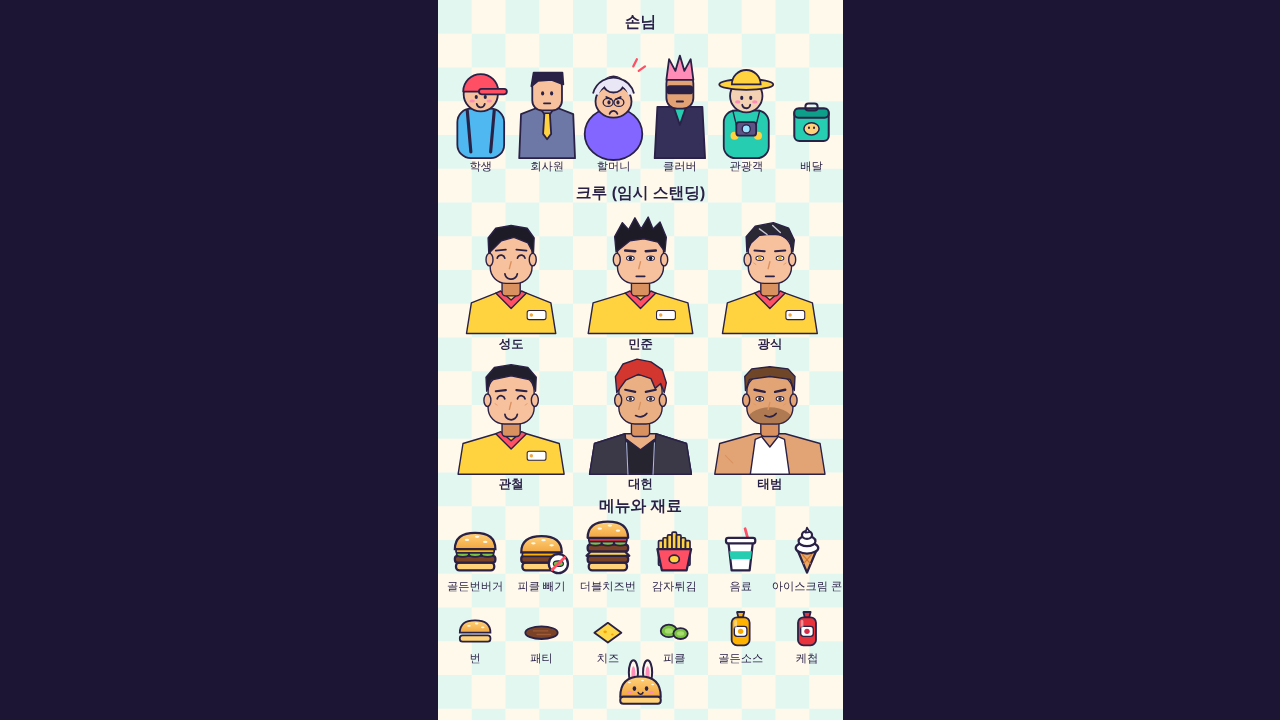 손님
학생 회사원 할머니 클러버 관광객 배달
크루 (임시 스탠딩)
성도 민준 광식
관철 대헌 태범
메뉴와 재료
골든번버거 피클 빼기 더블치즈번 감자튀김 음료 아이스크림 콘
번 패티 치즈 피클 골든소스 케첩